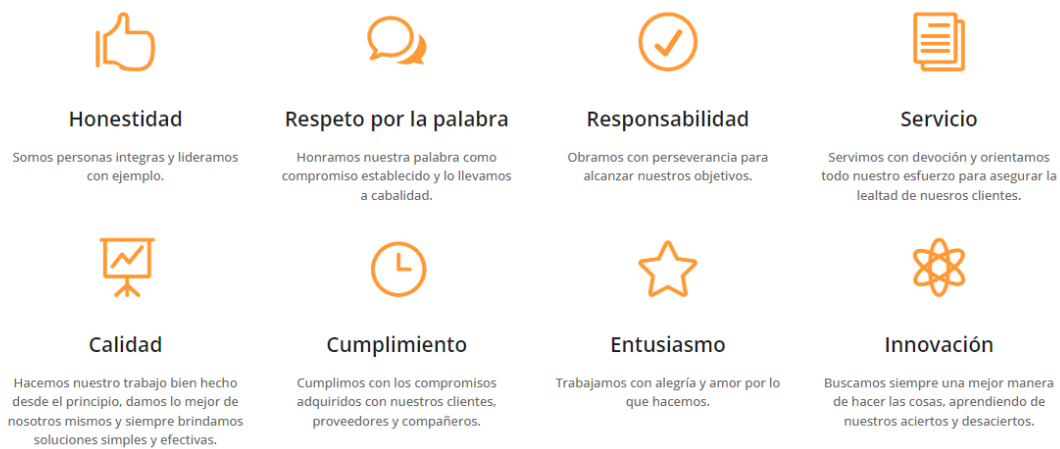 Honestidad
Somos personas integras y lideramos
con ejemplo.
Respeto por la palabra
Honramos nuestra palabra como
compromiso establecido y lo llevamos
a cabalidad.
Responsabilidad
Obramos con perseverancia para
alcanzar nuestros objetivos.
Servicio
Servimos con devoción y orientamos
todo nuestro esfuerzo para asegurar la
lealtad de nuesros clientes.
Calidad
Hacemos nuestro trabajo bien hecho
desde el principio, damos lo mejor de
nosotros mismos y siempre brindamos
soluciones simples y efectivas.
Cumplimiento
Cumplimos con los compromisos
adquiridos con nuestros clientes,
proveedores y compañeros.
Entusiasmo
Trabajamos con alegría y amor por lo
que hacemos.
Innovación
Buscamos siempre una mejor manera
de hacer las cosas, aprendiendo de
nuestros aciertos y desaciertos.